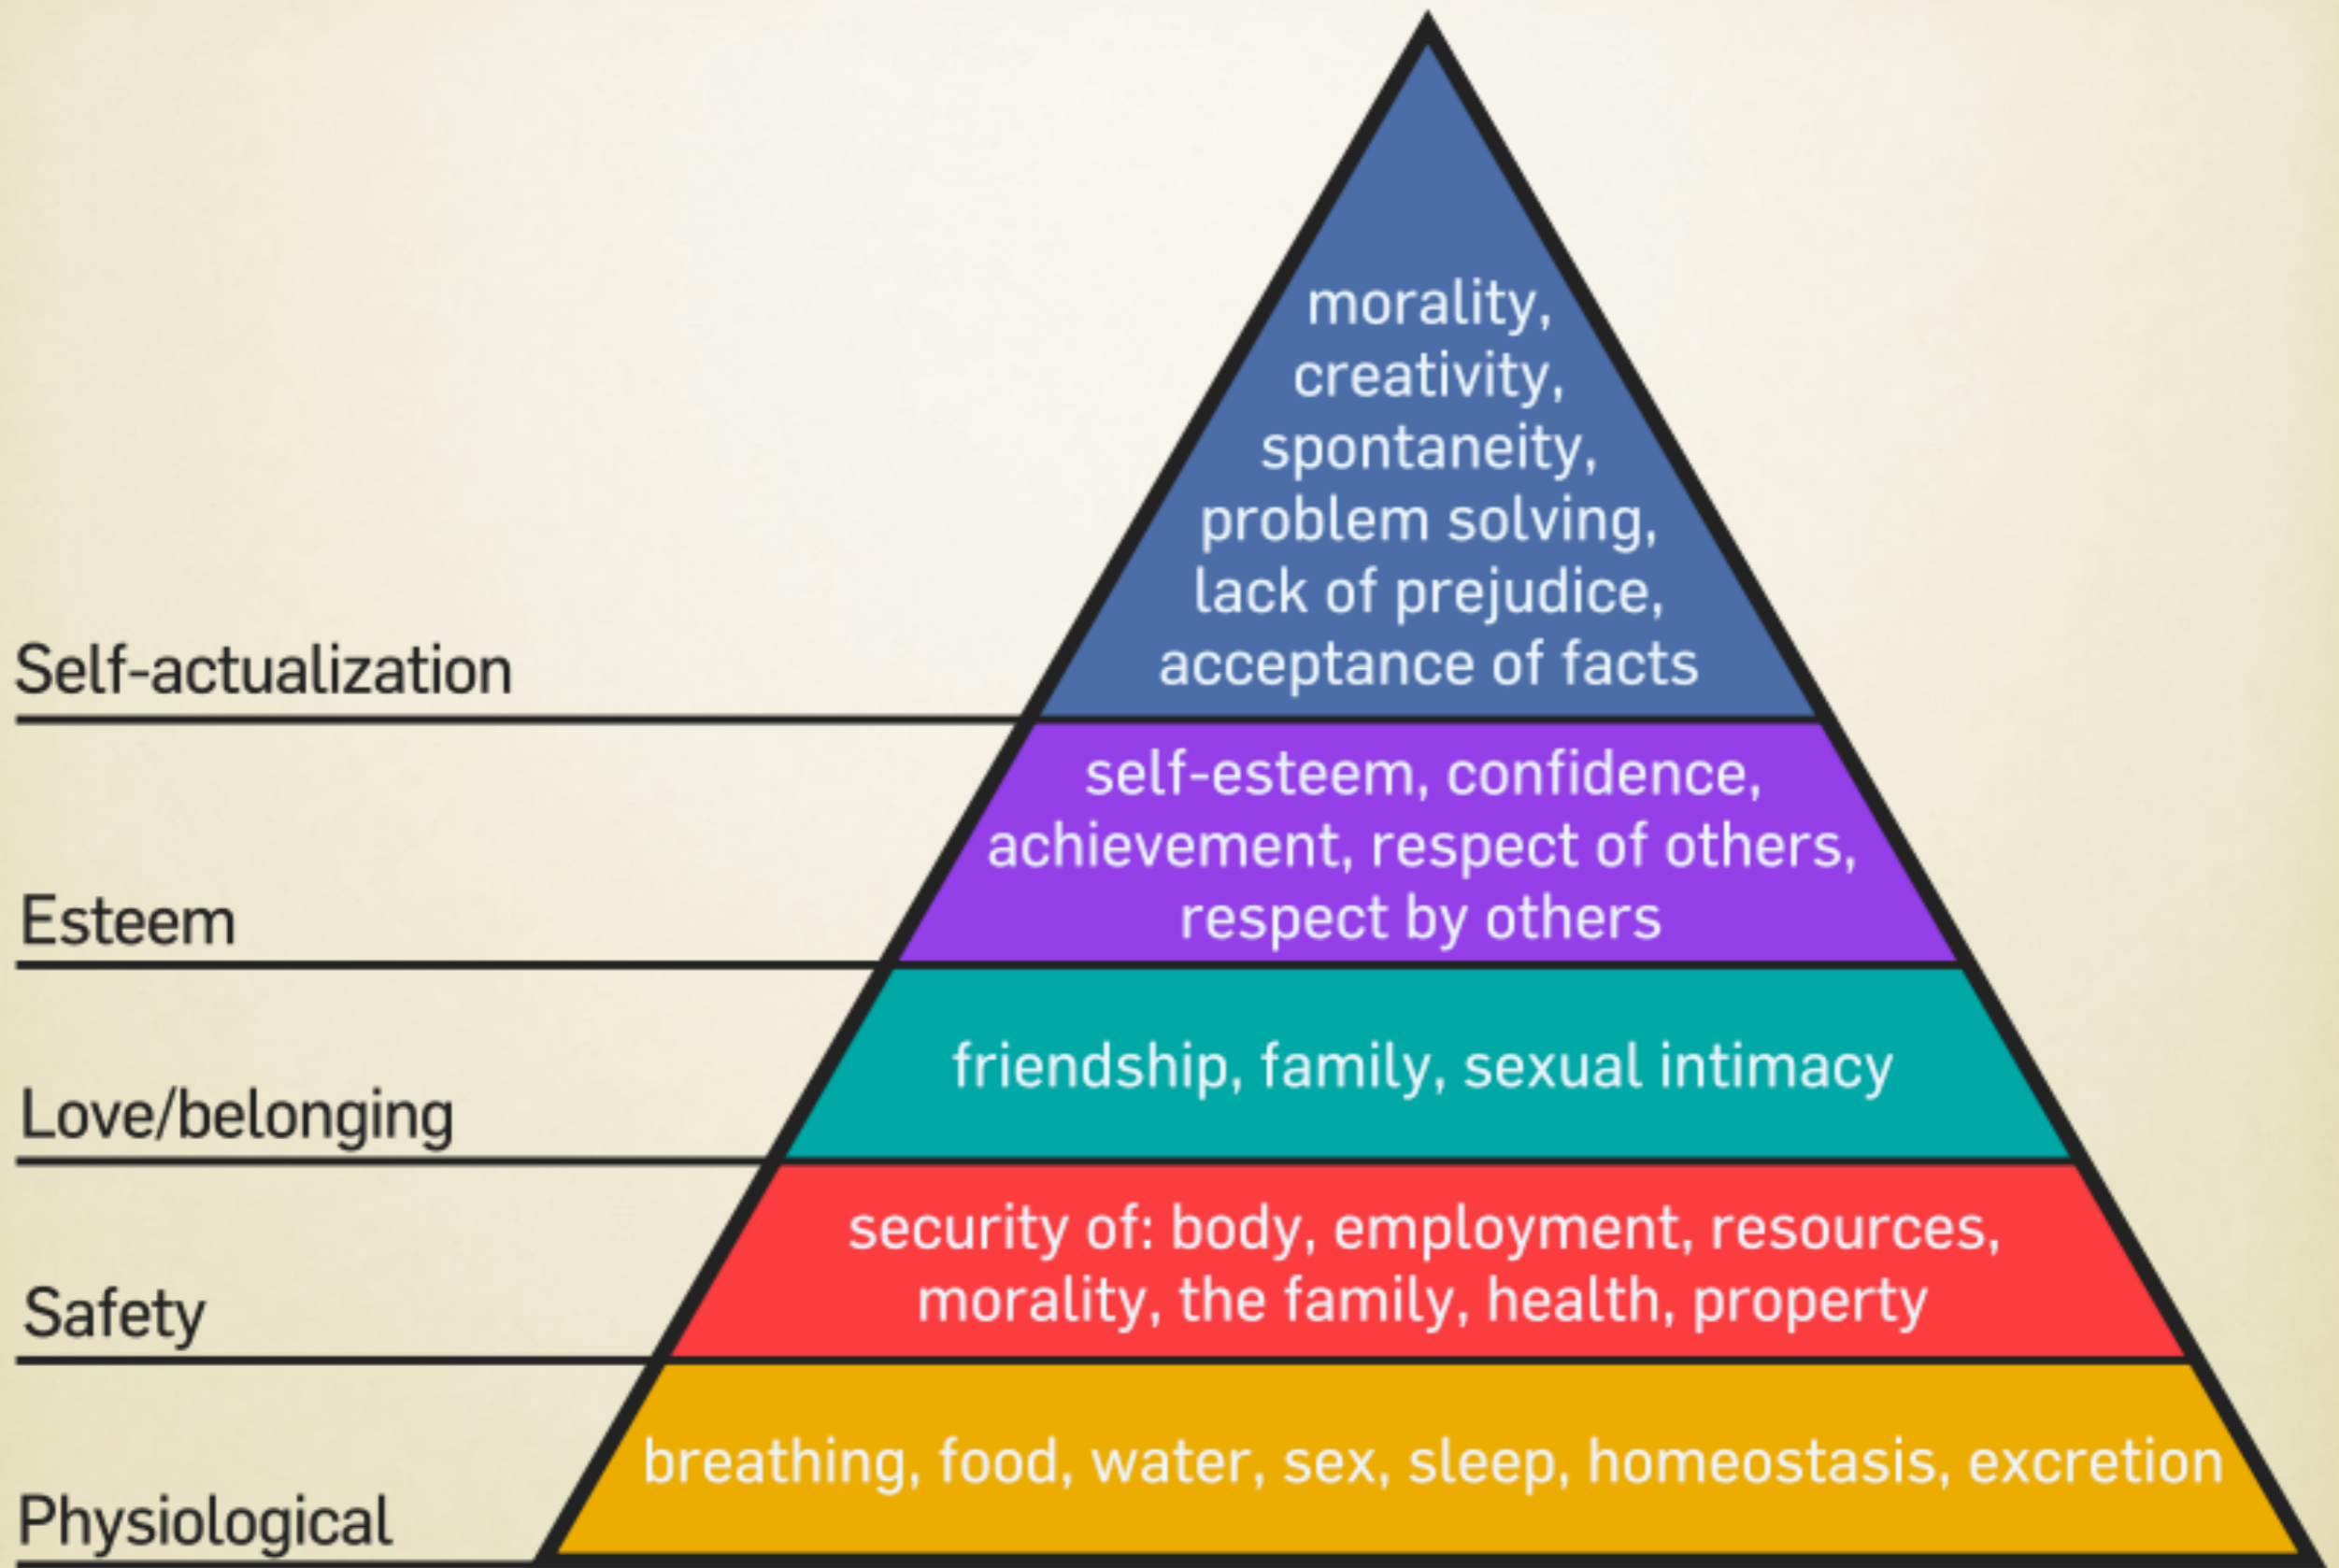 morality,
creativity,
spontaneity,
problem solving,
lack of prejudice,
acceptance of facts
Self-actualization
self-esteem, confidence,
achievement, respect of others,
respect by others
Esteem
friendship, family, sexual intimacy
Love/belonging
security of: body, employment, resources,
morality, the family, health, property
Safety
breathing, food, water, sex, sleep, homeostasis, excretion
Physiological